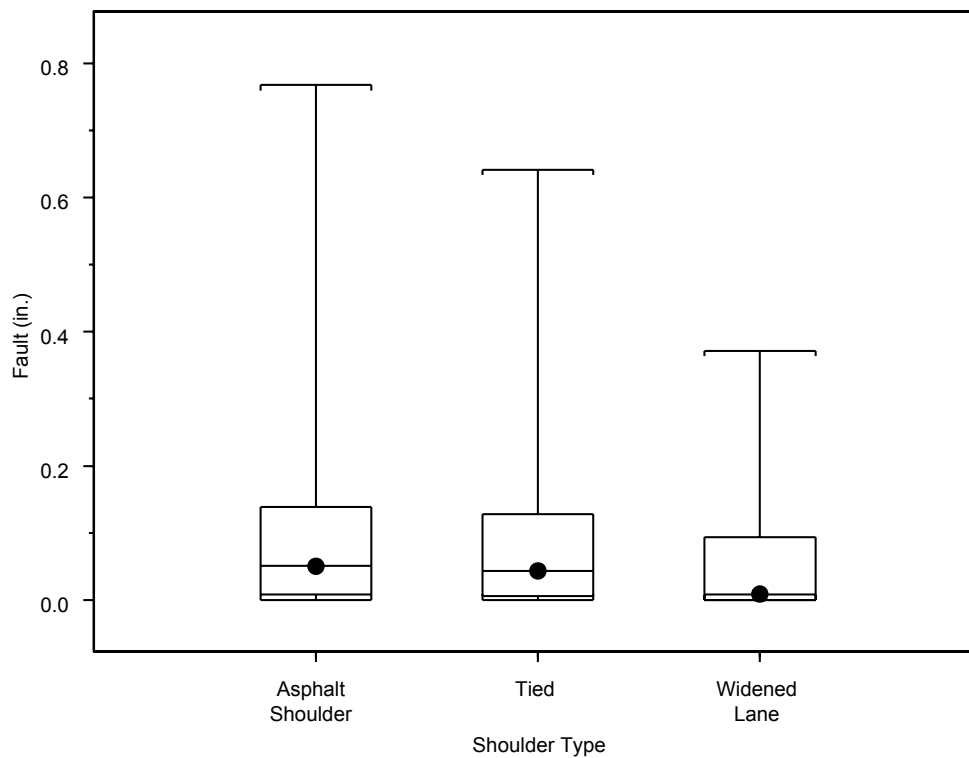 0.8
0.6
0.4
0.2
0.0
Fault (in.)
Asphalt
Shoulder
Tied
Widened
Lane
Shoulder Type